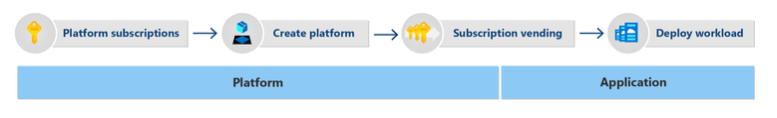 Platform subscriptions
Create platform
Subscription vending
Deploy workload
Platform
Application